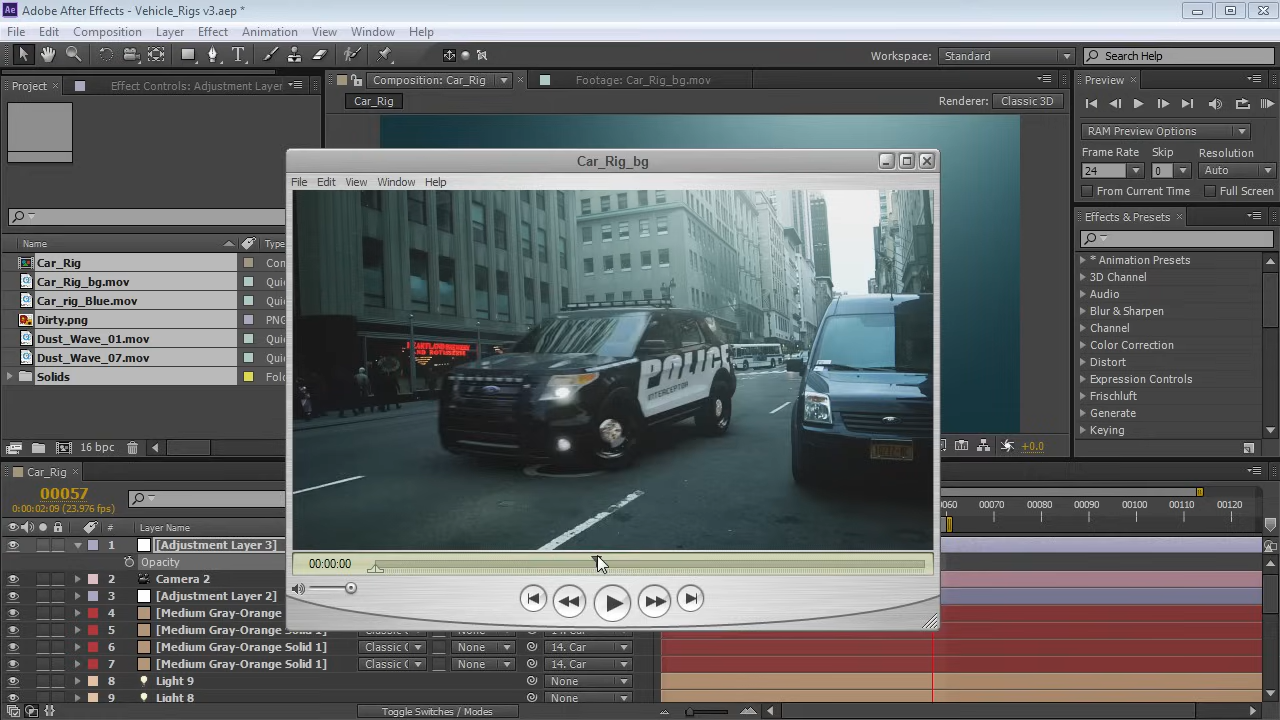 Adobe After Effects - Vehicle_Rigs v3.aep *
File Edit Composition Layer Effect Animation View Window Help
Workspace: Standard Search Help
Project Effect Controls: Adjustment Layer
Composition: Car_Rig Footage: Car_Rig_bg.mov
Preview
Car_Rig
Renderer: Classic 3D
RAM Preview Options
Frame Rate Skip Resolution
24 0 Auto
From Current Time Full Screen
Effects & Presets
* Animation Presets
3D Channel
Audio
Blur & Sharpen
Channel
Color Correction
Distort
Expression Controls
Frischluft
Generate
Keying
Name Type
Car_Rig Con
Car_Rig_bg.mov Quic
Car_rig_Blue.mov Quic
Dirty.png PNG
Dust_Wave_01.mov Quic
Dust_Wave_07.mov Quic
Solids Fold
16 bpc
Car_Rig_bg
File Edit View Window Help
POLICE
INTERCEPTOR
Ford
00:00:00
+0.0
Car_Rig
00057
0:00:02:09 (23.976 fps)
060 00070 00080 00090 00100 00110 00120
# Layer Name
1 [Adjustment Layer 3]
Opacity
2 Camera 2
3 [Adjustment Layer 2]
4 [Medium Gray-Orange
5 [Medium Gray-Orange Solid 1] Classic C None 14. Car
6 [Medium Gray-Orange Solid 1] Classic C None 14. Car
7 [Medium Gray-Orange Solid 1] Classic C None 14. Car
8 Light 9 None
9 Light 8 None
Toggle Switches / Modes